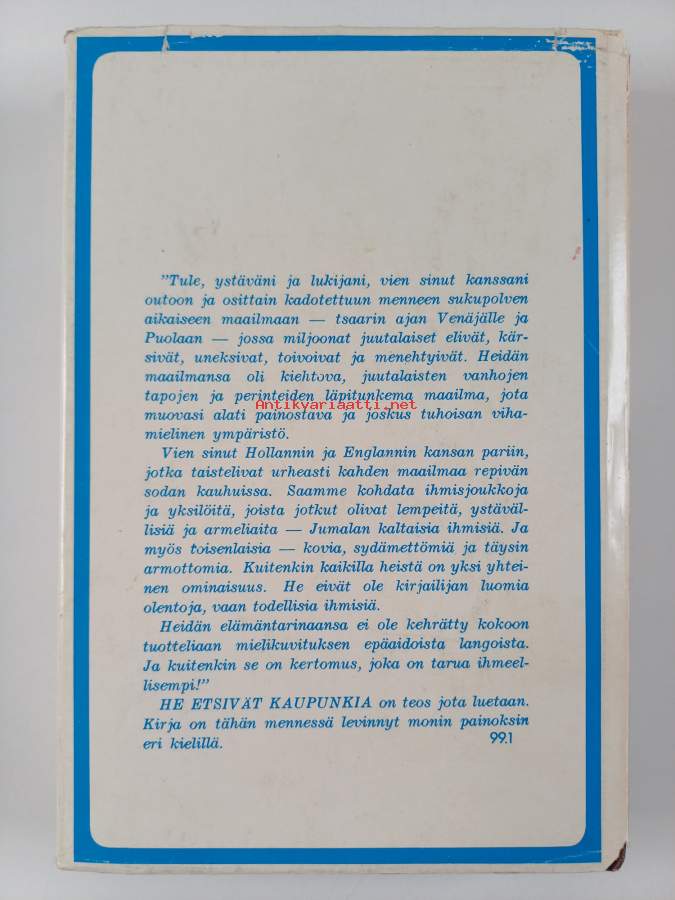 "Tule, ystäväni ja lukijani, vien sinut kanssani
outoon ja osittain kadotettuun menneen sukupolven
aikaiseen maailmaan — tsaarin ajan Venäjälle ja
Puolaan — jossa miljoonat juutalaiset elivät, kär-
sivät, uneksivat, toivoivat ja menehtyivät. Heidän
maailmansa oli kiehtova, juutalaisten vanhojen
tapojen ja perinteiden läpitunkema maailma, jota
Antikvariaatti.net
muovasi alati painostava ja joskus tuhoisan viha-
mielinen ympäristö.
Vien sinut Hollannin ja Englannin kansan pariin,
jotka taistelivat urheasti kahden maailmaa repivän
sodan kauhuissa. Saamme kohdata ihmisjoukkoja
ja yksilöitä, joista jotkut olivat lempeitä, ystäväl-
lisiä ja armeliaita — Jumalan kaltaisia ihmisiä. Ja
myös toisenlaisia — kovia, sydämettömiä ja täysin
armottomia. Kuitenkin kaikilla heistä on yksi yhtei-
nen ominaisuus. He eivät ole kirjailijan luomia
olentoja, vaan todellisia ihmisiä.
Heidän elämäntarinaansa ei ole kehrätty kokoon
tuotteliaan mielikuvituksen epäaidoista langoista.
Ja kuitenkin se on kertomus, joka on tarua ihmeel-
lisempi!"
HE ETSIVÄT KAUPUNKIA on teos jota luetaan.
Kirja on tähän mennessä levinnyt monin painoksin
eri kielillä. 99.1